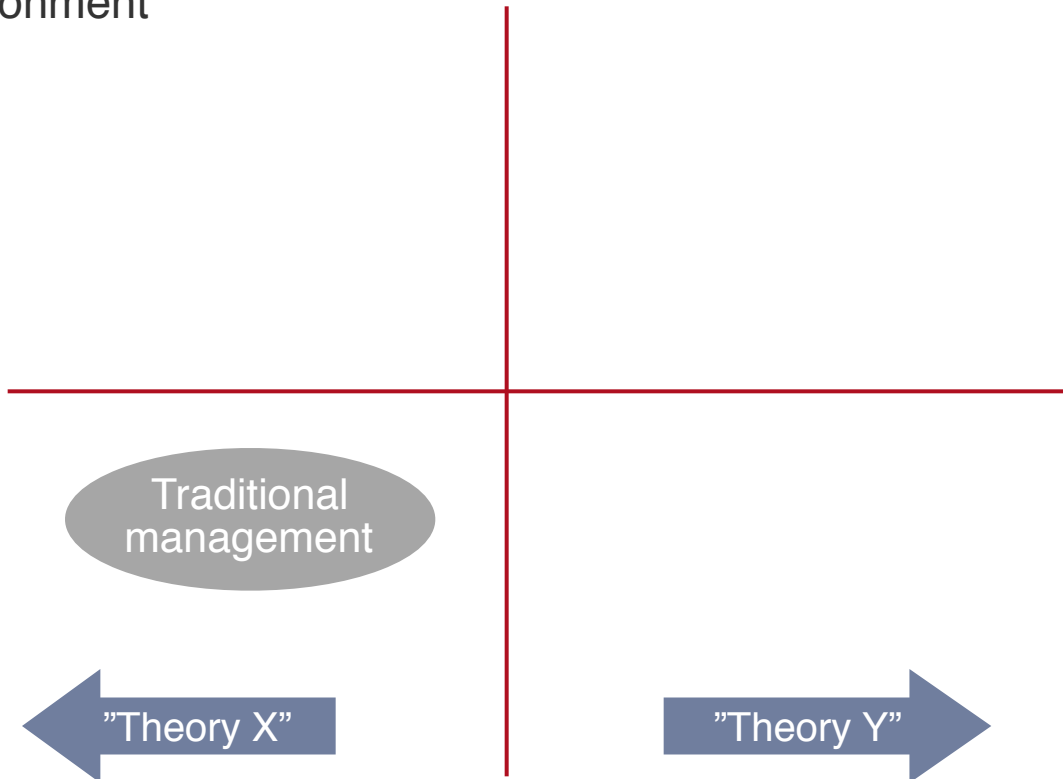 onment
Traditional
management
”Theory X”
”Theory Y”